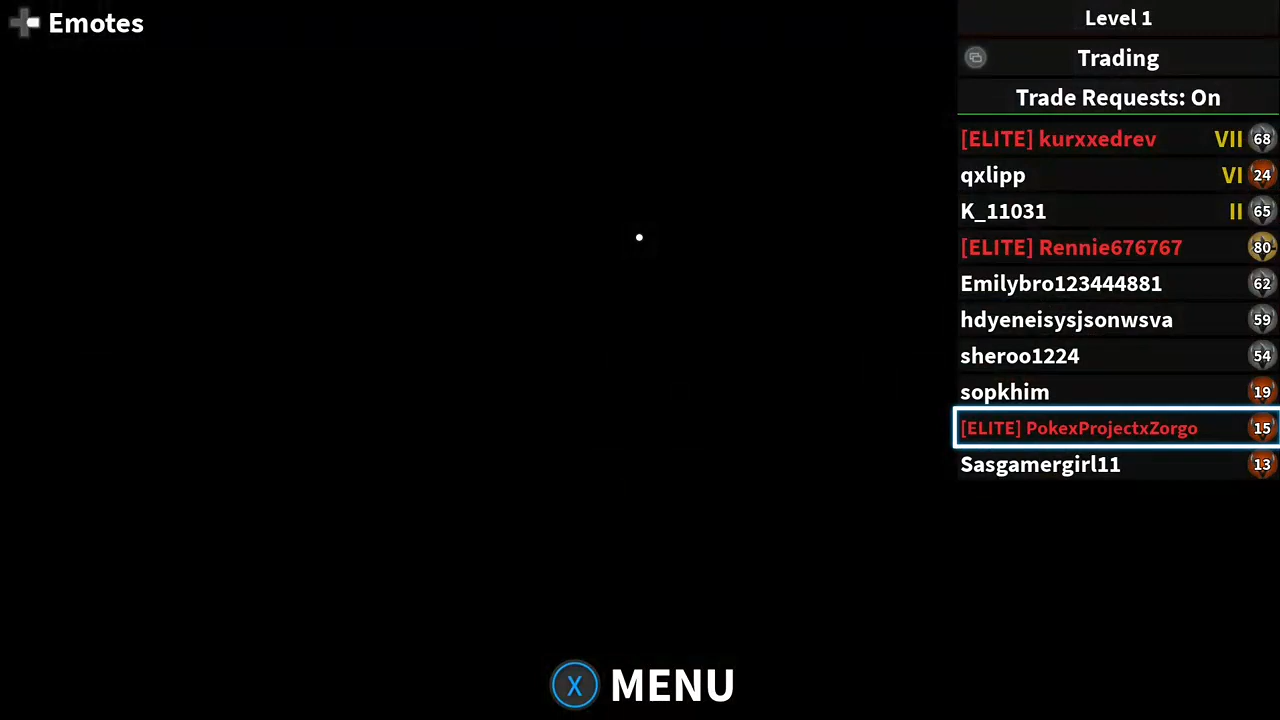 Emotes
Level 1
Trading
Trade Requests: On
[ELITE] kurxxedrev VII 68
qxlipp VI 24
K_11031 II 65
[ELITE] Rennie676767 80
Emilybro123444881 62
hdyeneisysjsonwsva 59
sheroo1224 54
sopkhim 19
[ELITE] PokexProjectxZorgo 15
Sasgamergirl11 13
X MENU